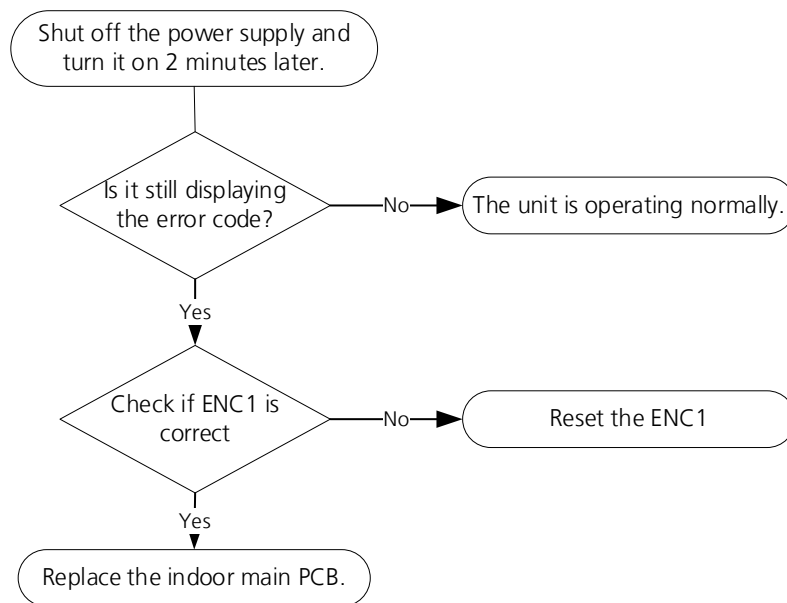 Shut off the power supply and
turn it on 2 minutes later.
Is it still displaying
the error code?
No
The unit is operating normally.
Yes
Check if ENC1 is
correct
No
Reset the ENC1
Yes
Replace the indoor main PCB.